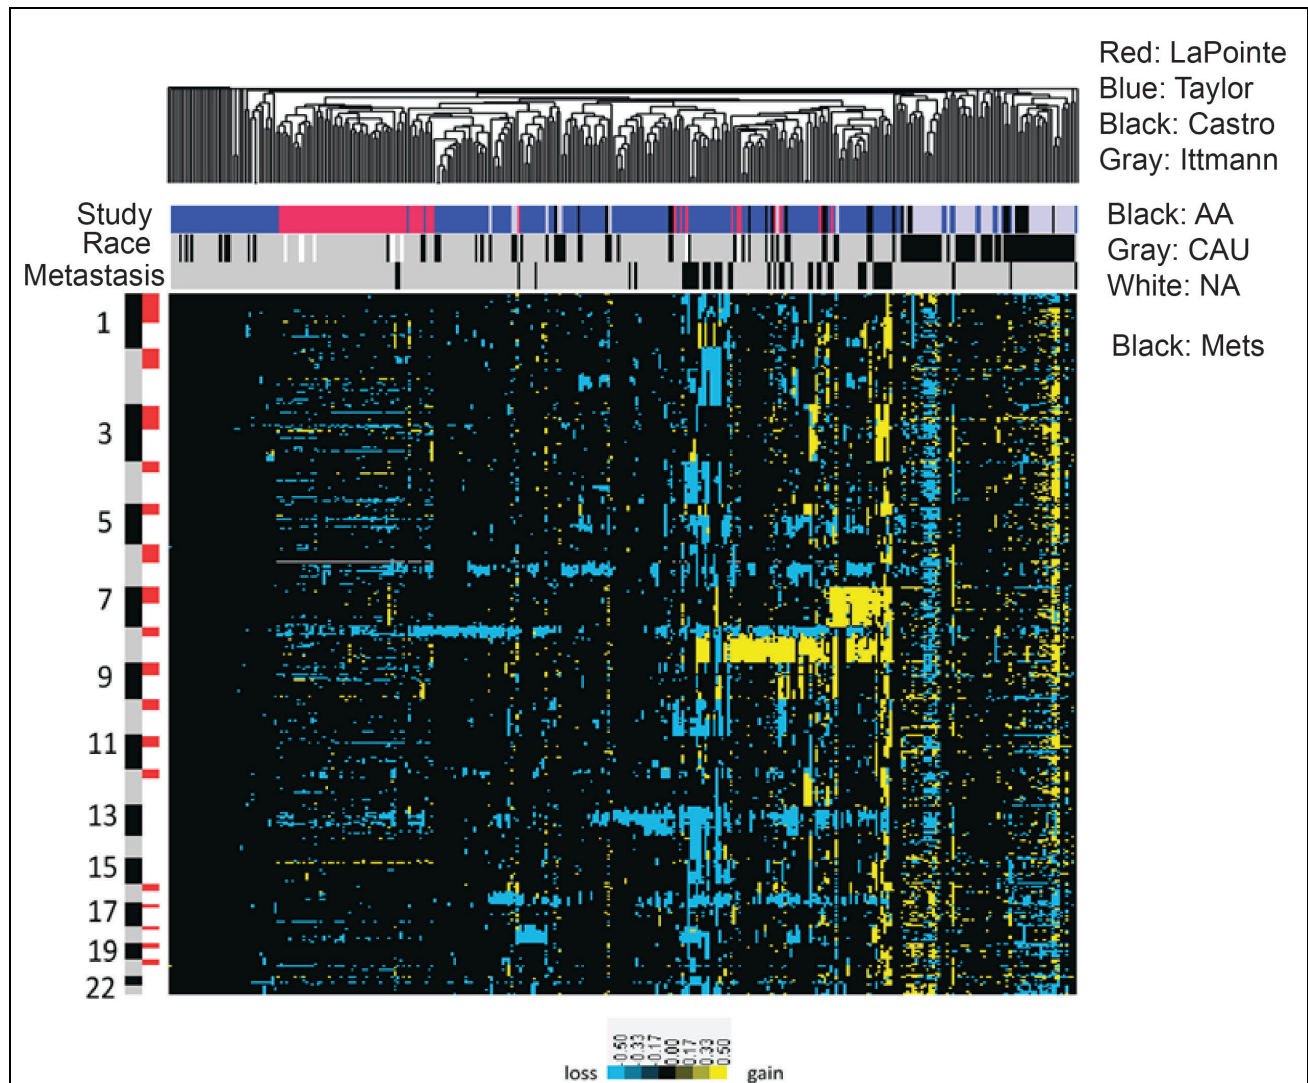 Red: LaPointe
Blue: Taylor
Black: Castro
Gray: Ittmann
Study
Race
Metastasis
Black: AA
Gray: CAU
White: NA
Black: Mets
1
3
5
7
9
11
13
15
17
19
22
-0.50
-0.33
-0.17
0.00
0.17
0.33
0.50
loss
gain